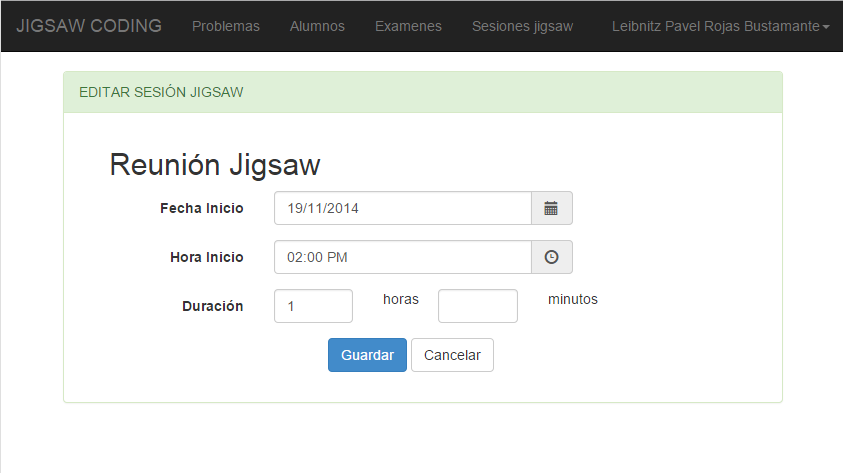 JIGSAW CODING Problemas Alumnos Examenes Sesiones jigsaw Leibnitz Pavel Rojas Bustamante
EDITAR SESIÓN JIGSAW
Reunión Jigsaw
Fecha Inicio 19/11/2014
Hora Inicio 02:00 PM
Duración 1 horas minutos
Guardar Cancelar